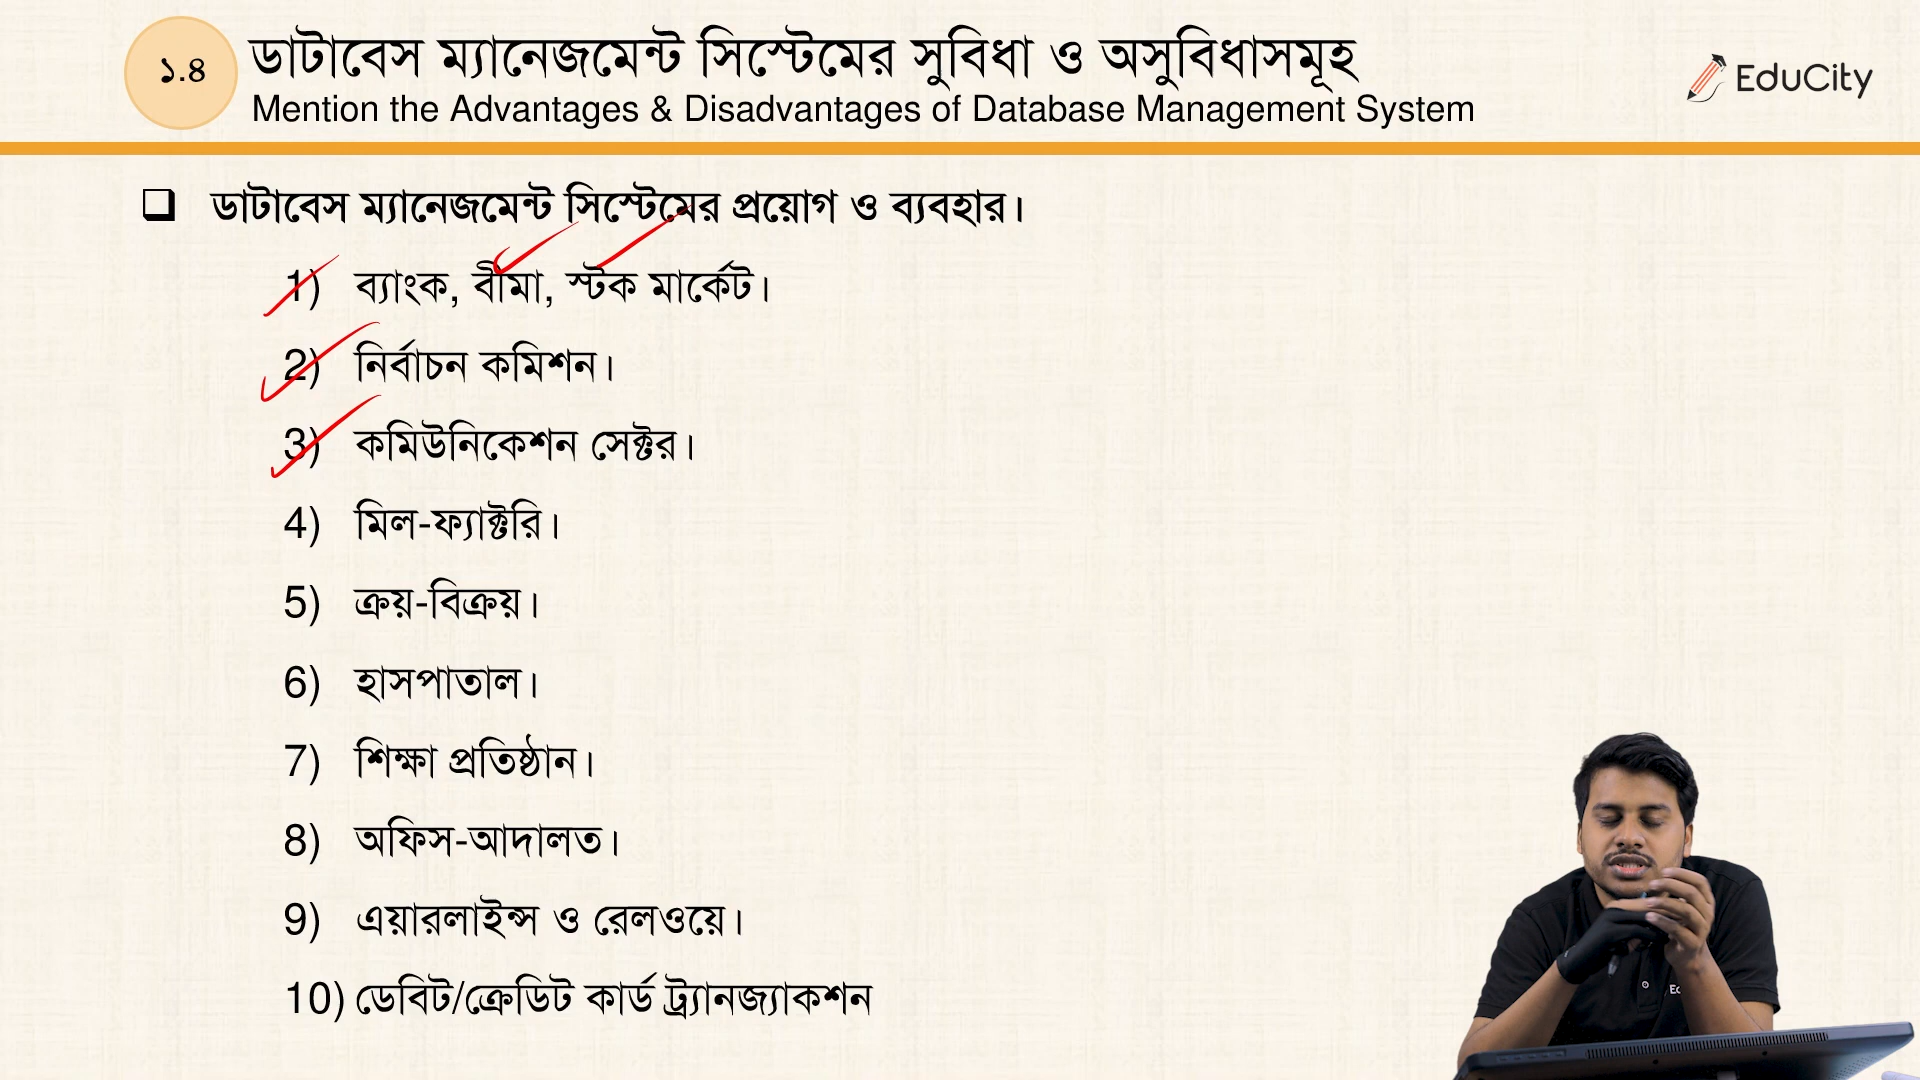 ১.৪
ডাটাবেস ম্যানেজমেন্ট সিস্টেমের সুবিধা ও অসুবিধাসমূহ
Mention the Advantages & Disadvantages of Database Management System
EduCity
ডাটাবেস ম্যানেজমেন্ট সিস্টেমের প্রয়োগ ও ব্যবহার।
1) ব্যাংক, বীমা, স্টক মার্কেট।
2) নির্বাচন কমিশন।
3) কমিউনিকেশন সেক্টর।
4) মিল-ফ্যাক্টরি।
5) ক্রয়-বিক্রয়।
6) হাসপাতাল।
7) শিক্ষা প্রতিষ্ঠান।
8) অফিস-আদালত।
9) এয়ারলাইন্স ও রেলওয়ে।
10) ডেবিট/ক্রেডিট কার্ড ট্র্যানজ্যাকশন